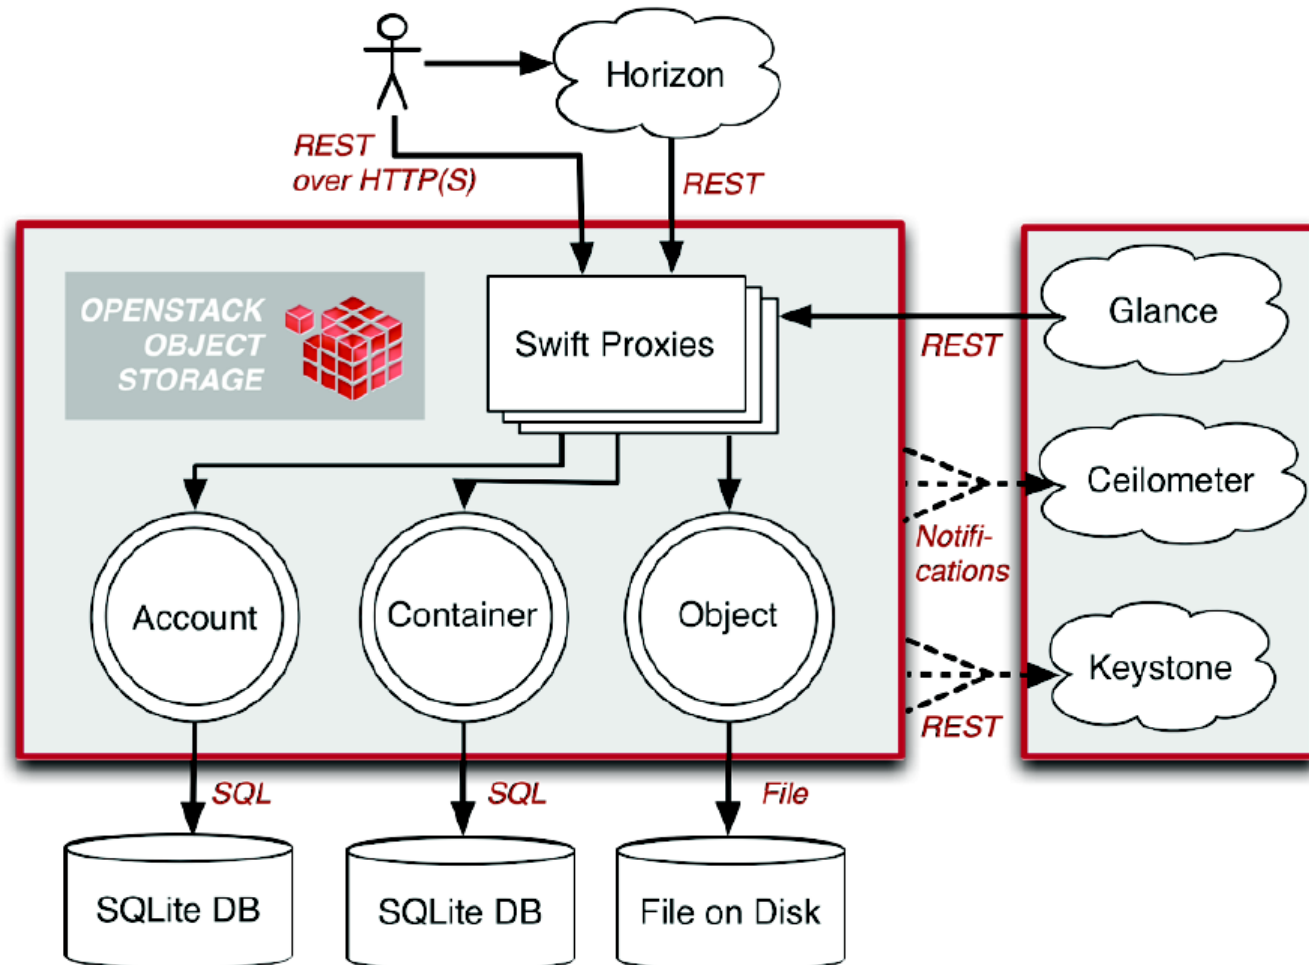 Horizon
REST
over HTTP(S)
REST
OPENSTACK
OBJECT
STORAGE
Swift Proxies
Glance
REST
Ceilometer
Notifi-
cations
Account
Container
Object
Keystone
REST
SQL
SQL
File
SQLite DB
SQLite DB
File on Disk